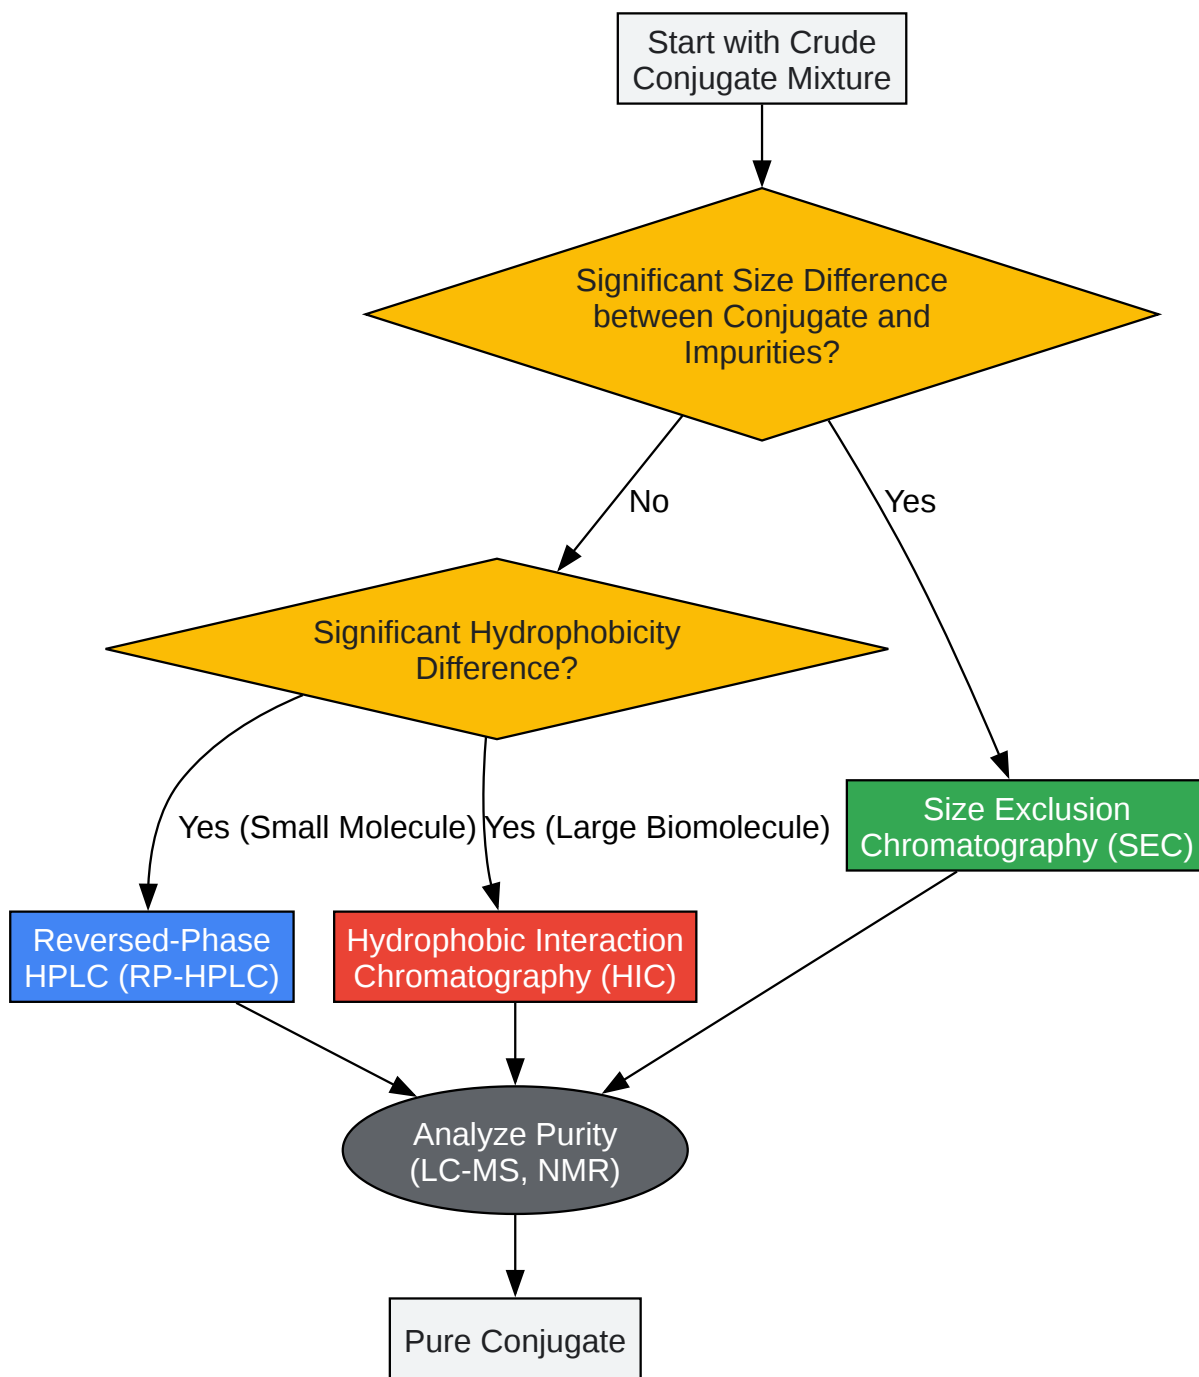 Start with Crude
Conjugate Mixture
Significant Size Difference
between Conjugate and
Impurities?
No
Yes
Significant Hydrophobicity
Difference?
Yes (Small Molecule)
Yes (Large Biomolecule)
Size Exclusion
Chromatography (SEC)
Reversed-Phase
HPLC (RP-HPLC)
Hydrophobic Interaction
Chromatography (HIC)
Analyze Purity
(LC-MS, NMR)
Pure Conjugate